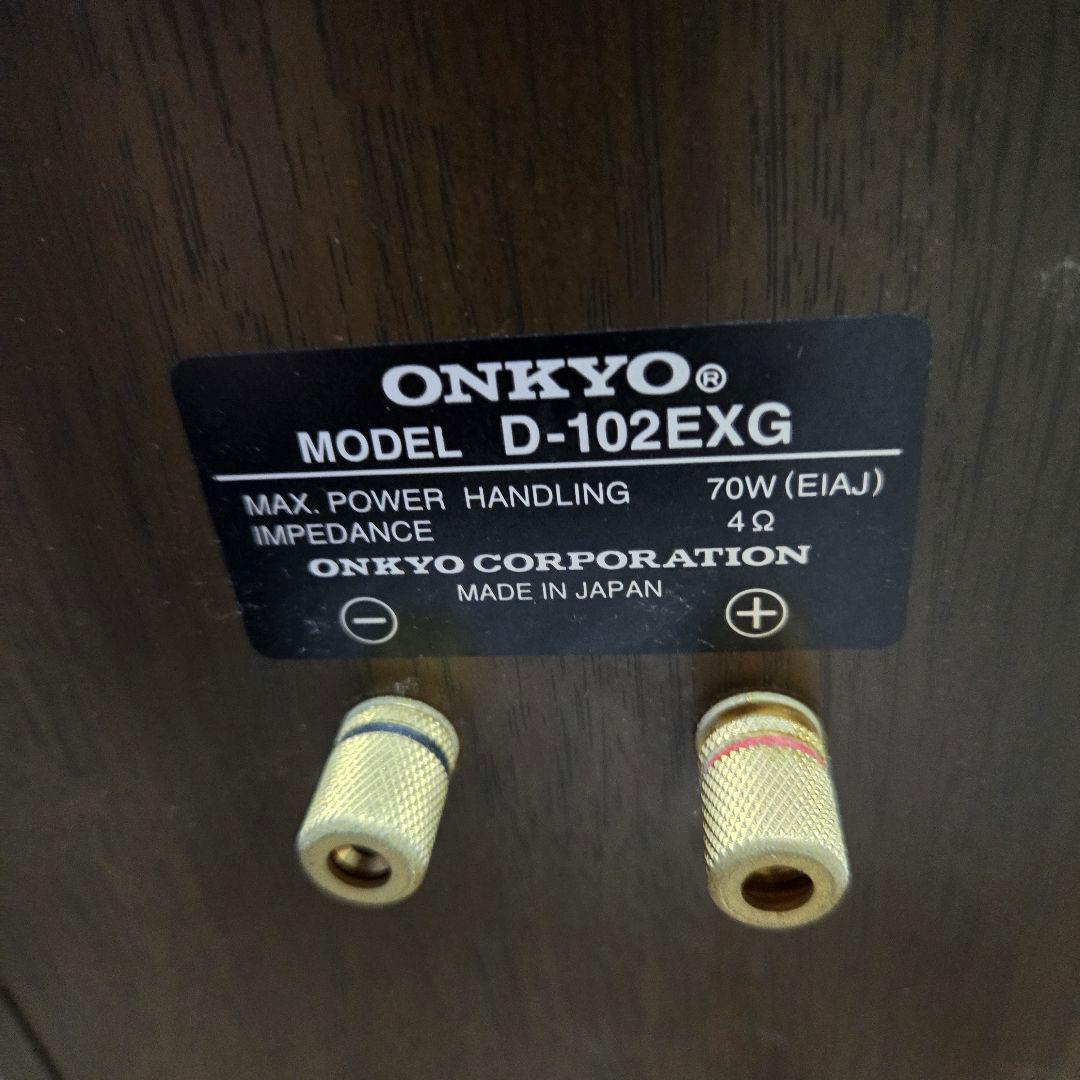 ONKYO®
MODEL D-102EXG
MAX. POWER HANDLING 70W (EIAJ)
IMPEDANCE 4Ω
ONKYO CORPORATION
MADE IN JAPAN
⊖ ⊕